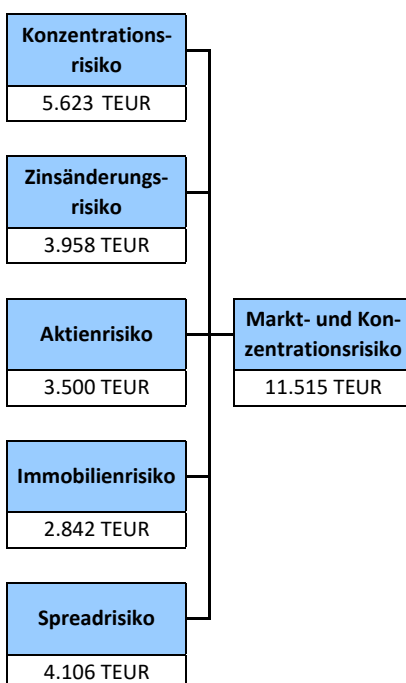 Konzentrations-
risiko
5.623 TEUR
Zinsänderungs-
risiko
3.958 TEUR
Aktienrisiko
3.500 TEUR
Markt- und Kon-
zentrationsrisiko
11.515 TEUR
Immobilienrisiko
2.842 TEUR
Spreadrisiko
4.106 TEUR